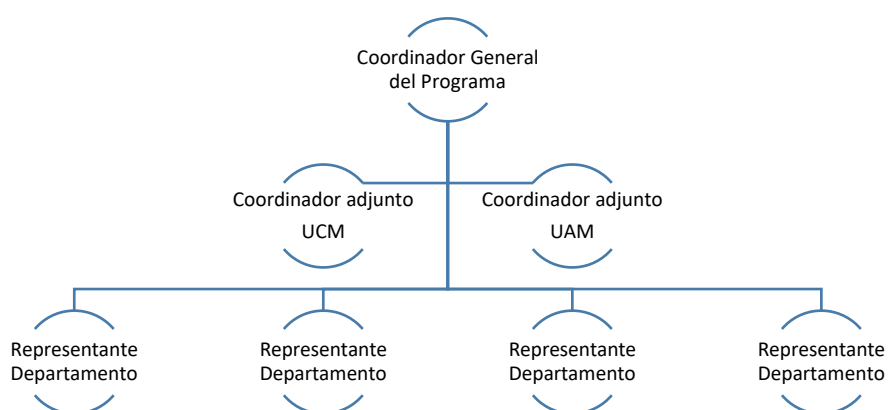 Coordinador General
del Programa
Coordinador adjunto
UCM
Coordinador adjunto
UAM
Representante
Departamento
Representante
Departamento
Representante
Departamento
Representante
Departamento